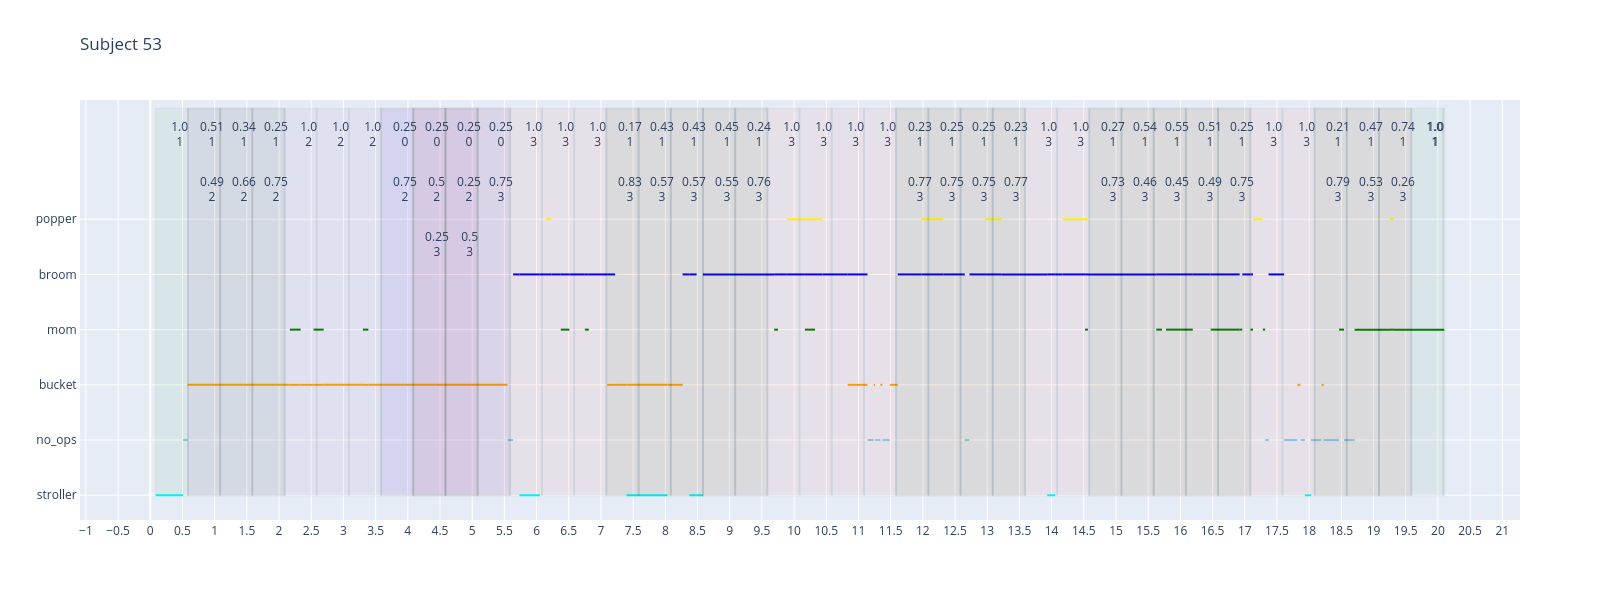 Subject 53
1.0 0.51 0.34 0.25 1.0 1.0 1.0 0.25 0.25 0.25 0.25 1.0 1.0 1.0 0.17 0.43 0.43 0.45 0.24 1.0 1.0 1.0 1.0 0.23 0.25 0.25 0.23 1.0 1.0 0.27 0.54 0.55 0.51 0.25 1.0 1.0 0.21 0.47 0.74 1.0
1 1 1 1 2 2 2 0 0 0 0 3 3 3 1 1 1 1 1 3 3 3 3 1 1 1 1 3 3 1 1 1 1 1 3 3 1 1 1 1
0.49 0.66 0.75 0.75 0.5 0.25 0.75 0.83 0.57 0.57 0.55 0.76 0.77 0.75 0.75 0.77 0.73 0.46 0.45 0.49 0.75 0.79 0.53 0.26
2 2 2 2 2 2 3 3 3 3 3 3 3 3 3 3 3 3 3 3 3 3 3 3
popper
0.25 0.5
3 3
broom
mom
bucket
no_ops
stroller
−1 −0.5 0 0.5 1 1.5 2 2.5 3 3.5 4 4.5 5 5.5 6 6.5 7 7.5 8 8.5 9 9.5 10 10.5 11 11.5 12 12.5 13 13.5 14 14.5 15 15.5 16 16.5 17 17.5 18 18.5 19 19.5 20 20.5 21